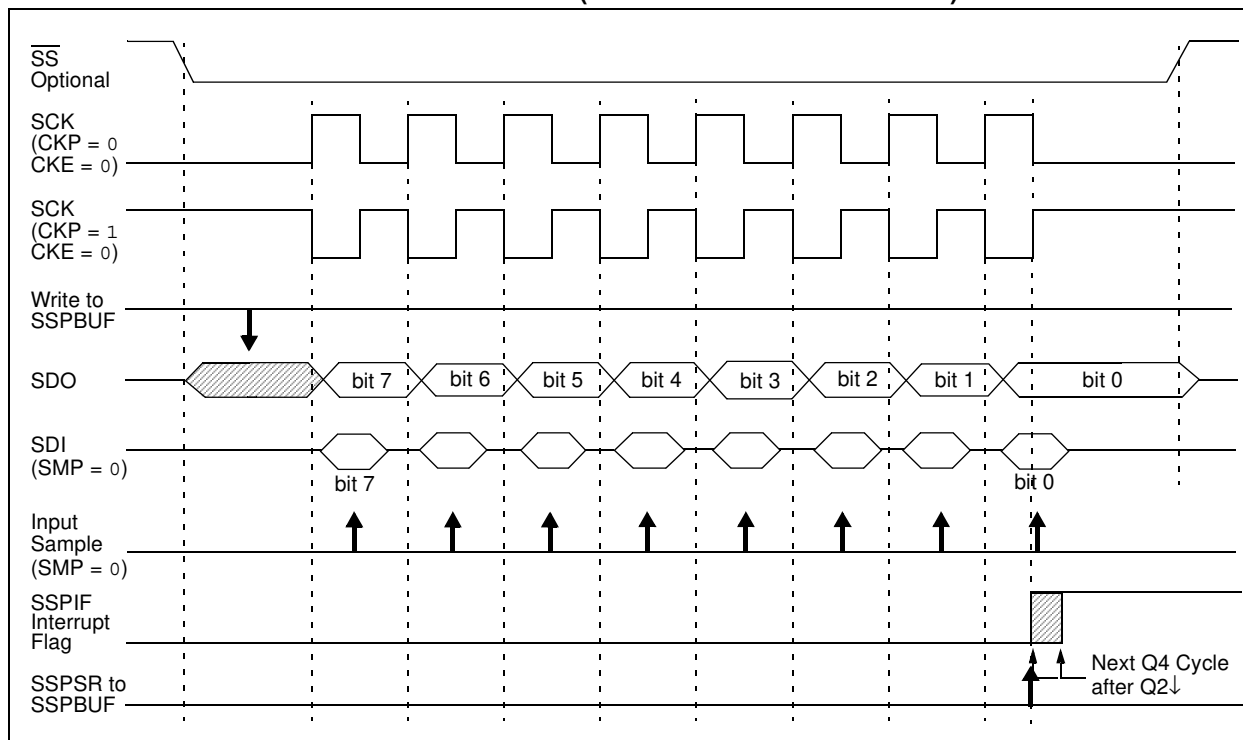 SS
Optional
SCK
(CKP = 0
CKE = 0)
SCK
(CKP = 1
CKE = 0)
Write to
SSPBUF
SDO
bit 7 bit 6 bit 5 bit 4 bit 3 bit 2 bit 1 bit 0
SDI
(SMP = 0)
bit 7 bit 0
Input
Sample
(SMP = 0)
SSPIF
Interrupt
Flag
SSPSR to
SSPBUF
Next Q4 Cycle
after Q2↓